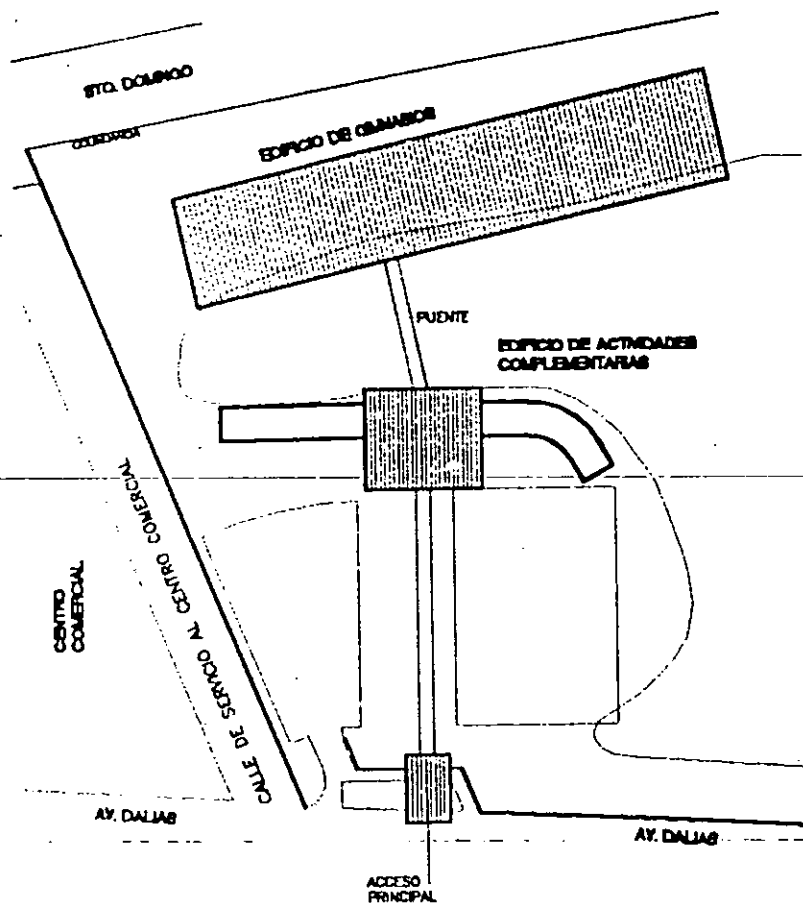 STO. DOMINGO
EDIFICIO DE GIMNASIOS
PUENTE
EDIFICIO DE ACTIVIDADES
COMPLEMENTARIAS
CALLE DE SERVICIO AL CENTRO COMERCIAL
CENTRO
COMERCIAL
AV. DALIAS
AV. DALIAS
ACCESO
PRINCIPAL